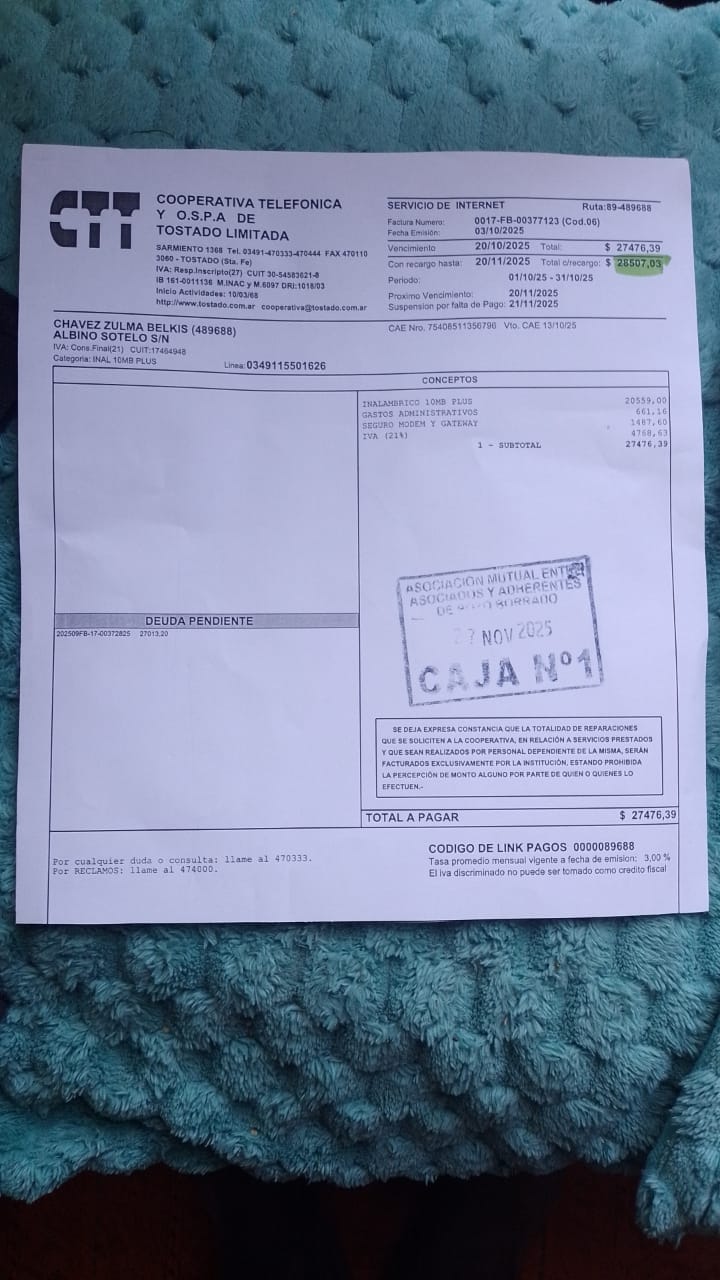 CTT
COOPERATIVA TELEFONICA
Y O.S.P.A DE
TOSTADO LIMITADA
SARMIENTO 1368 Tel. 03491-470333-470444 FAX 470110
3060 - TOSTADO (Sta. Fe)
IVA: Resp.Inscripto(27) CUIT 30-54583621-8
IB 161-0011136 M.INAC y M.6097 DRI:1018/03
Inicio Actividades: 10/03/68
http://www.tostado.com.ar cooperativa@tostado.com.ar
SERVICIO DE INTERNET Ruta:89-489688
Factura Numero: 0017-FB-00377123 (Cod.06)
Fecha Emisión: 03/10/2025
Vencimiento 20/10/2025 Total: $ 27476,39
Con recargo hasta: 20/11/2025 Total c/recargo: $ 28507,03
Periodo: 01/10/25 - 31/10/25
Proximo Vencimiento: 20/11/2025
Suspension por falta de Pago: 21/11/2025
CHAVEZ ZULMA BELKIS (489688)
ALBINO SOTELO S/N
IVA: Cons.Final(21) CUIT:17464948
Categoria: INAL 10MB PLUS
Linea: 0349115501626
CAE Nro. 75408511356796 Vto. CAE 13/10/25
CONCEPTOS
INALAMBRICO 10MB PLUS 20559,00
GASTOS ADMINISTRATIVOS 661,16
SEGURO MODEM Y GATEWAY 1487,60
IVA (21%) 4768,63
1 - SUBTOTAL 27476,39
DEUDA PENDIENTE
202509FB-17-00372825 27013,20
ASOCIACIÓN MUTUAL ENTRE
ASOCIADOS Y ADHERENTES
DE BORRADO
7 NOV 2025
CAJA Nº1
SE DEJA EXPRESA CONSTANCIA QUE LA TOTALIDAD DE REPARACIONES
QUE SE SOLICITEN A LA COOPERATIVA, EN RELACIÓN A SERVICIOS PRESTADOS
Y QUE SEAN REALIZADOS POR PERSONAL DEPENDIENTE DE LA MISMA, SERÁN
FACTURADOS EXCLUSIVAMENTE POR LA INSTITUCIÓN, ESTANDO PROHIBIDA
LA PERCEPCIÓN DE MONTO ALGUNO POR PARTE DE QUIEN O QUIENES LO
EFECTUEN.-
TOTAL A PAGAR $ 27476,39
Por cualquier duda o consulta: llame al 470333.
Por RECLAMOS: llame al 474000.
CODIGO DE LINK PAGOS 0000089688
Tasa promedio mensual vigente a fecha de emision: 3,00 %
El iva discriminado no puede ser tomado como credito fiscal